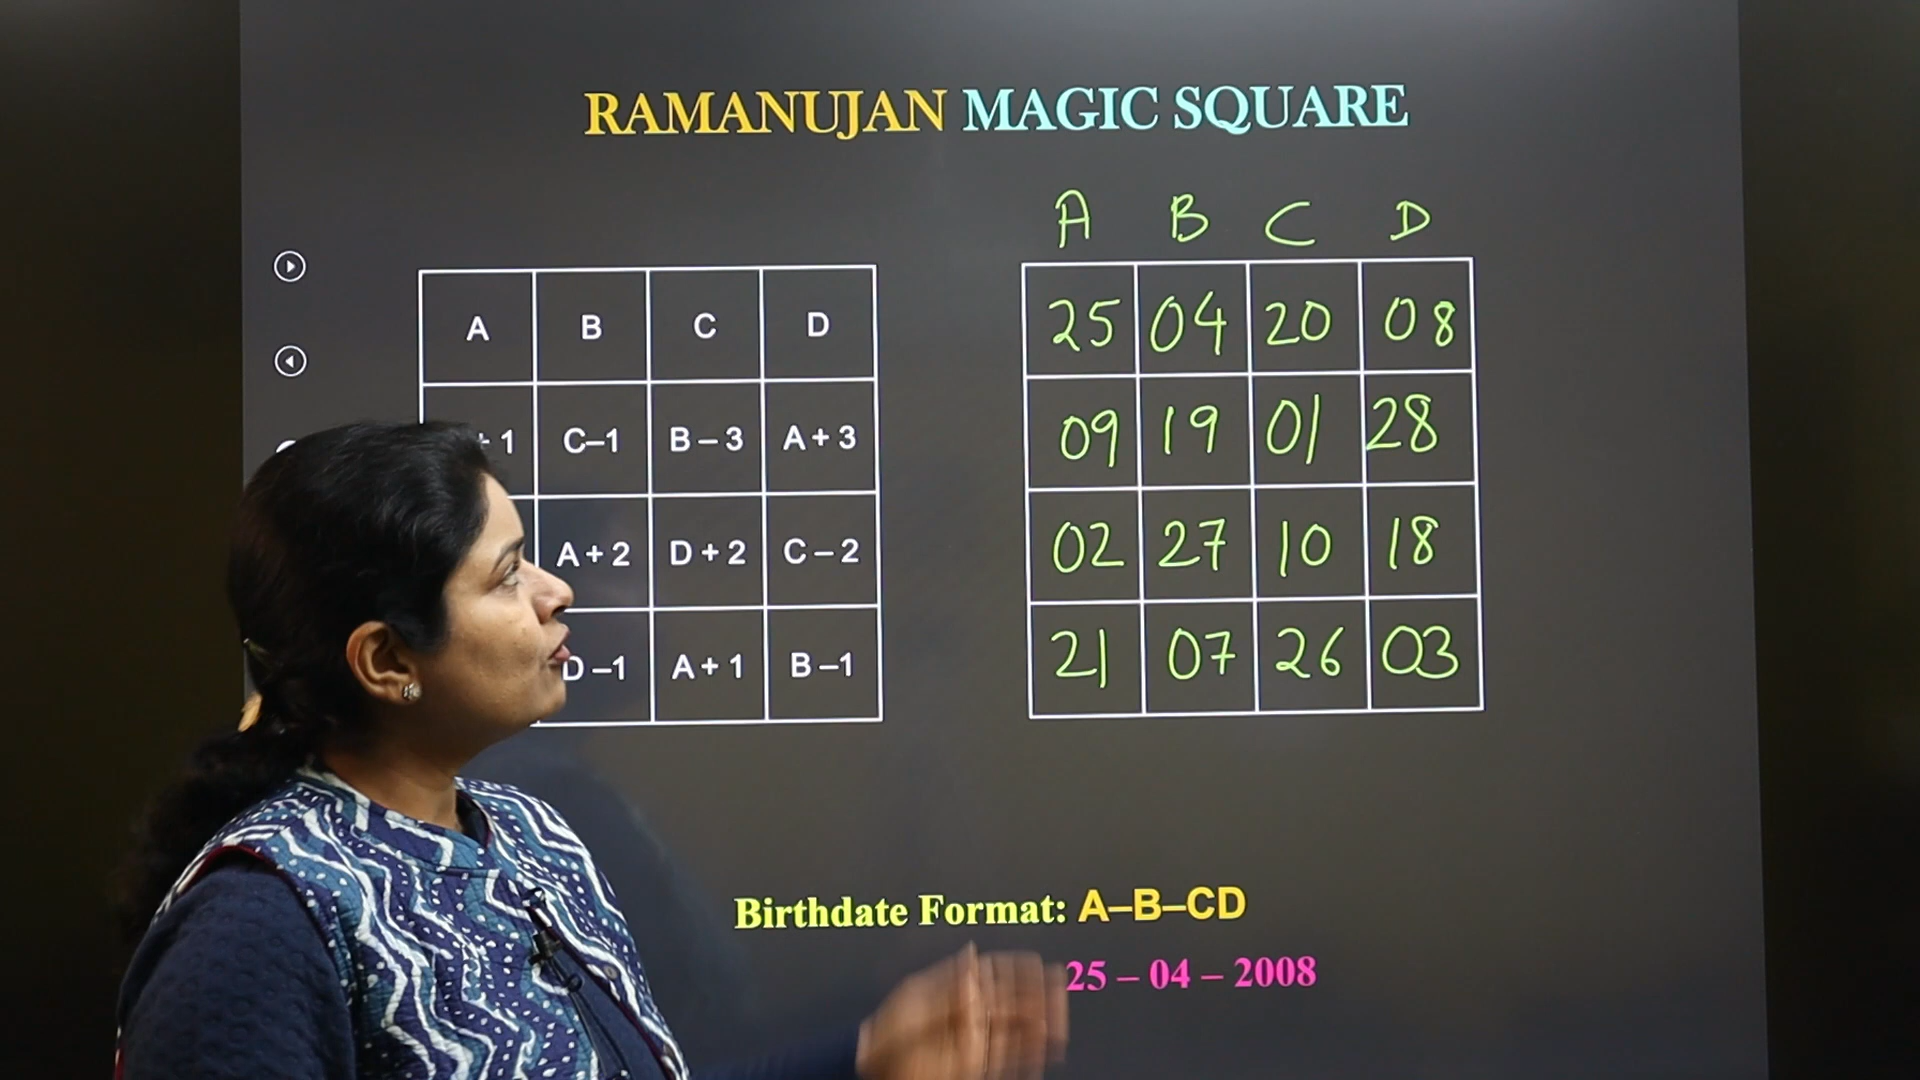 RAMANUJAN MAGIC SQUARE
A B C D
A B C D
25 04 20 08
+ 1 C–1 B – 3 A + 3
09 19 01 28
A + 2 D + 2 C – 2
02 27 10 18
D –1 A + 1 B –1
21 07 26 03
Birthdate Format: A–B–CD
25 – 04 – 2008